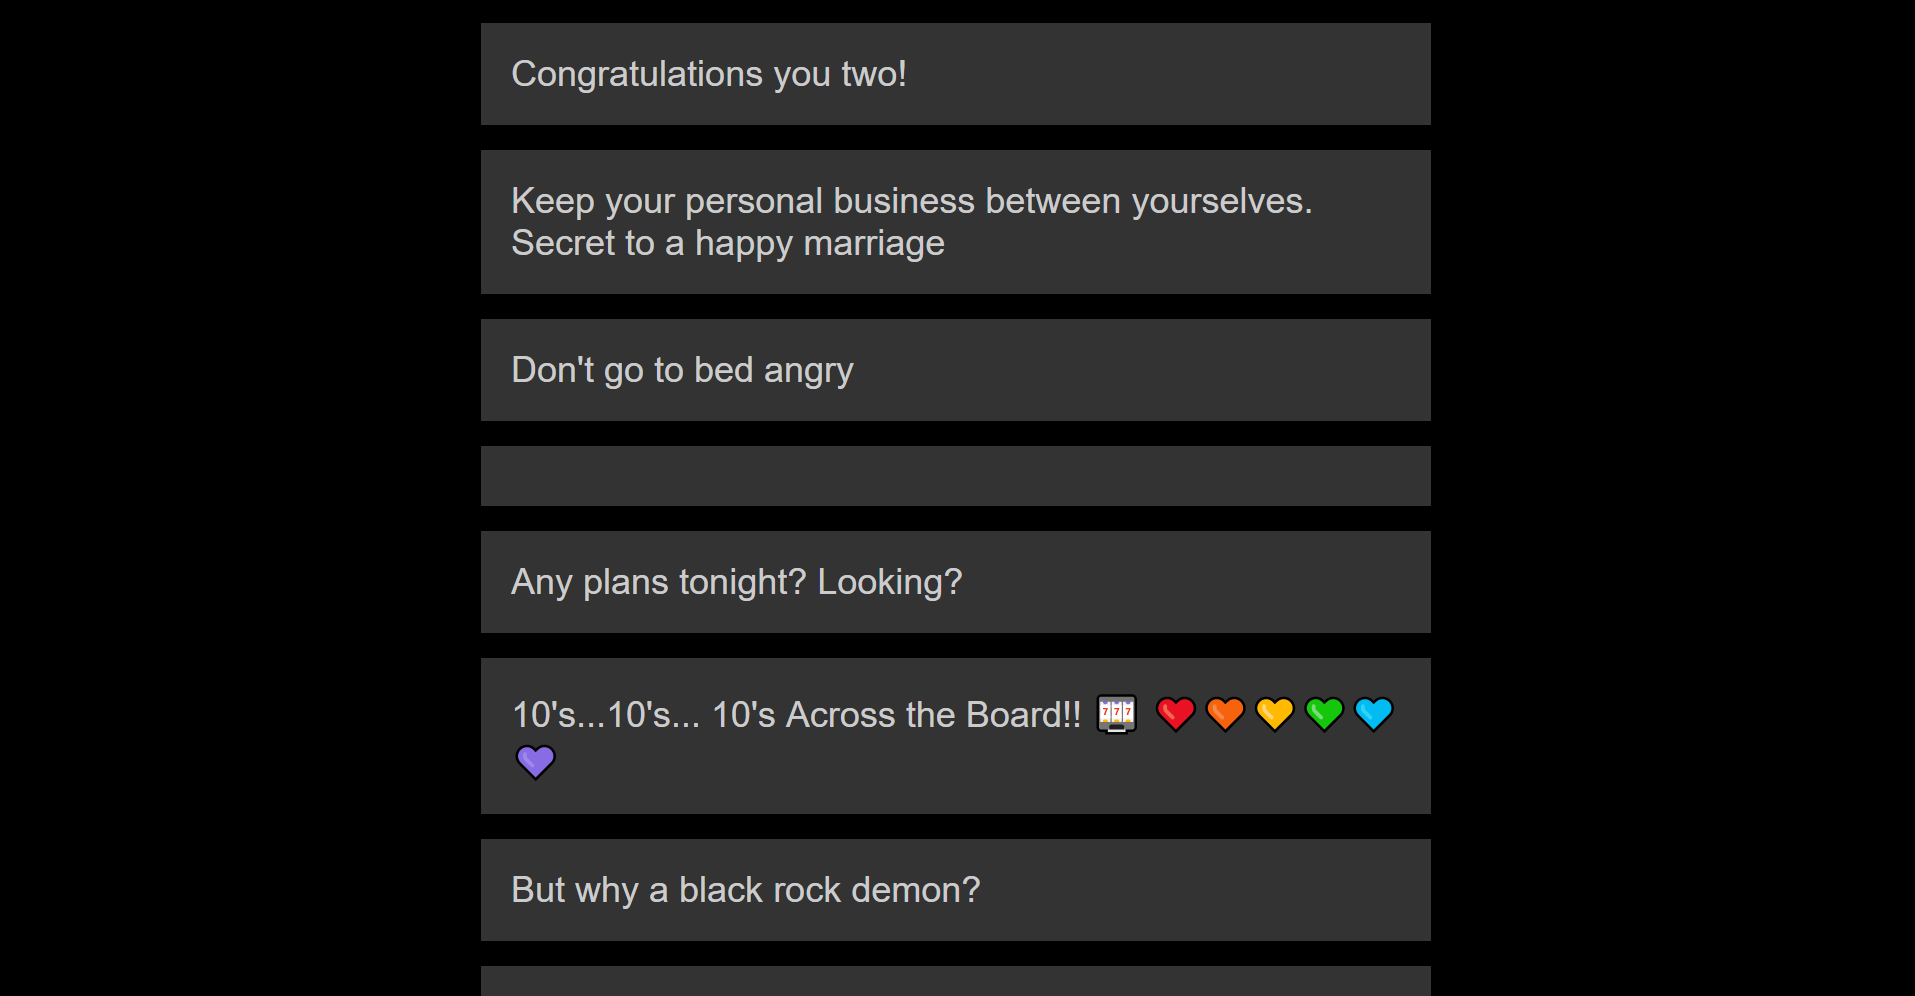 Congratulations you two!
Keep your personal business between yourselves.
Secret to a happy marriage
Don't go to bed angry
Any plans tonight? Looking?
10's...10's... 10's Across the Board!! 🎰 ❤️🧡💛💚💙
💜
But why a black rock demon?